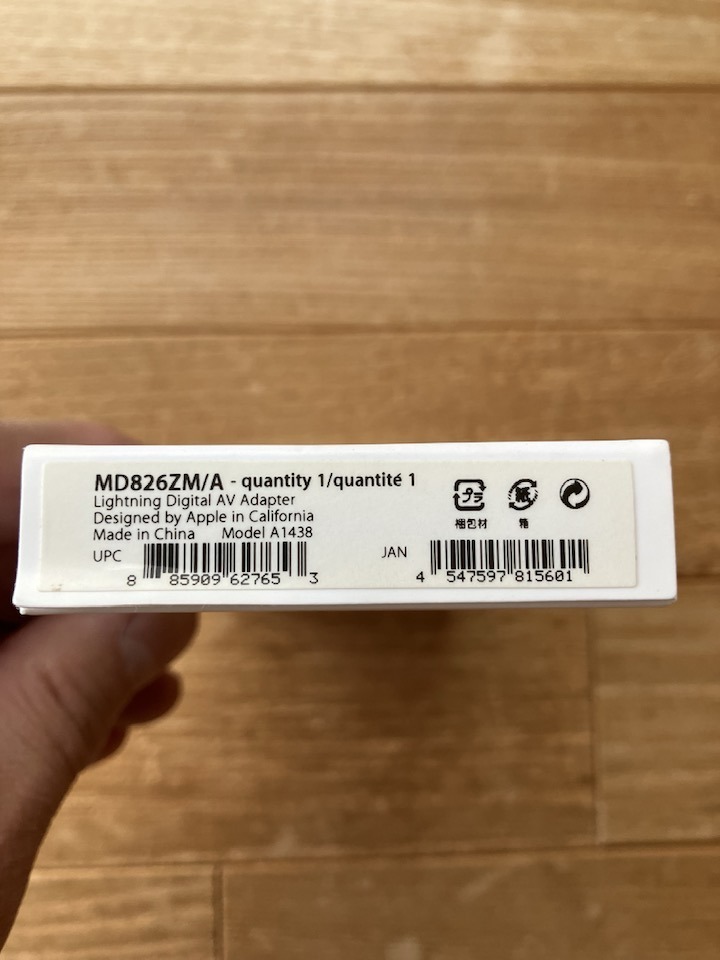 MD826ZM/A - quantity 1/quantité 1
Lightning Digital AV Adapter
Designed by Apple in California
Made in China Model A1438
UPC
8 85909 62765 3
JAN
4 547597 815601
プラ 紙
梱包材 箱